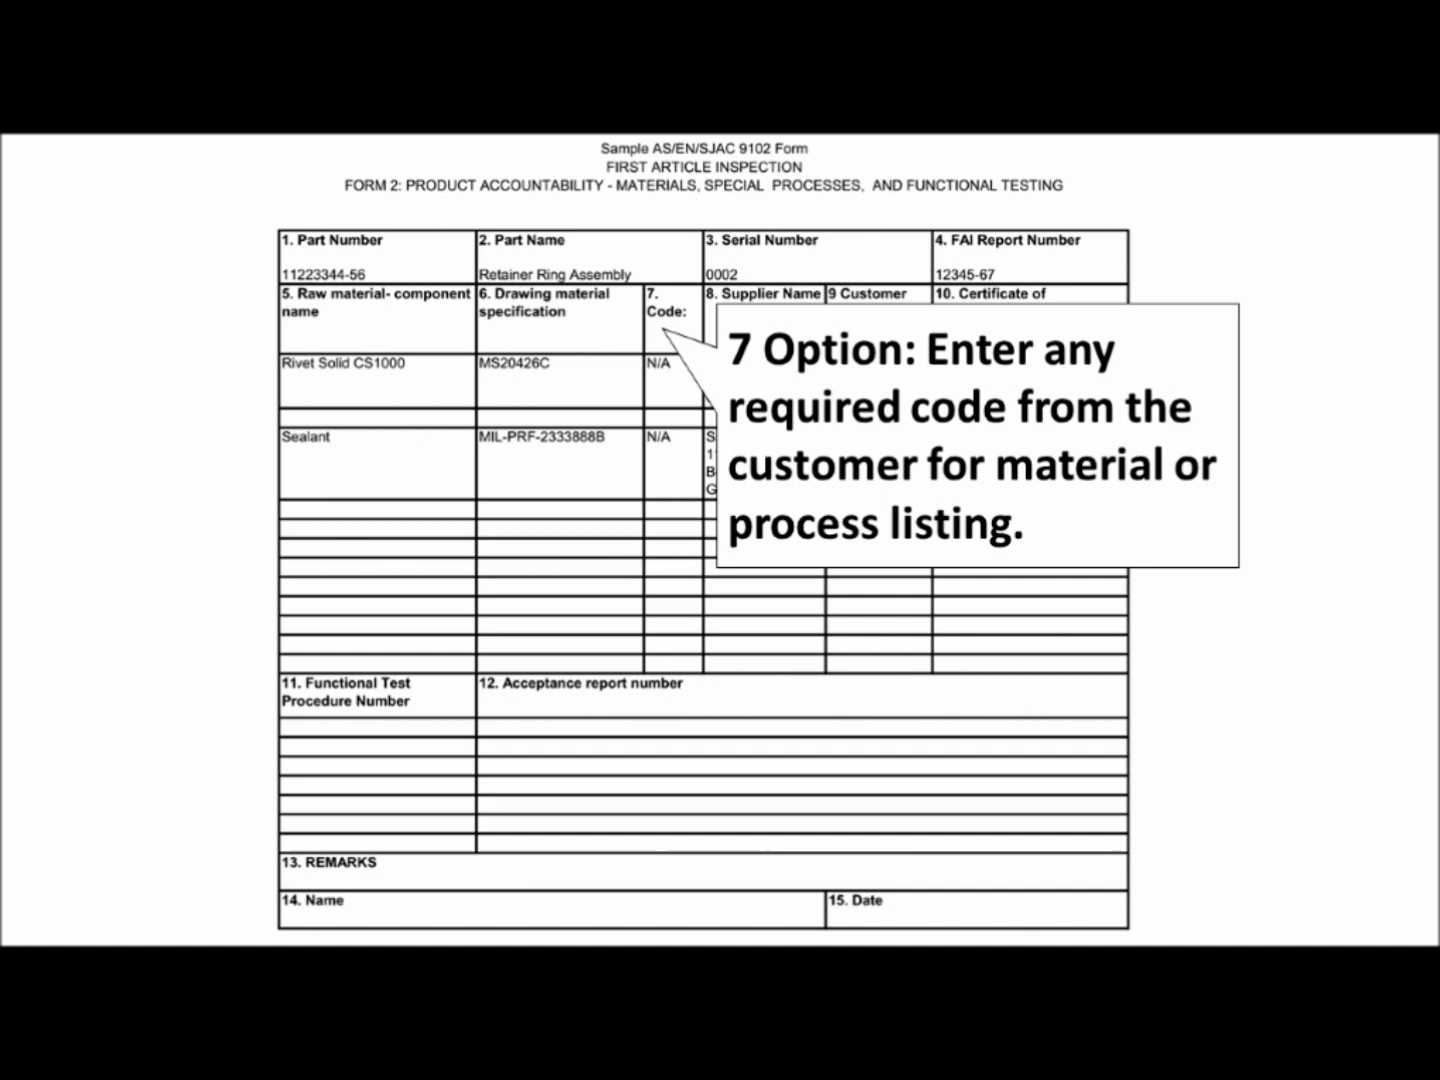 Sample AS/EN/SJAC 9102 Form
FIRST ARTICLE INSPECTION
FORM 2: PRODUCT ACCOUNTABILITY - MATERIALS, SPECIAL PROCESSES, AND FUNCTIONAL TESTING
1. Part Number
11223344-56
2. Part Name
Retainer Ring Assembly
3. Serial Number
0002
4. FAI Report Number
12345-67
5. Raw material- component
name
6. Drawing material
specification
7.
Code:
8. Supplier Name
9 Customer
10. Certificate of
7 Option: Enter any
required code from the
customer for material or
process listing.
Rivet Solid CS1000
MS20426C
N/A
Sealant
MIL-PRF-2333888B
N/A
S
1
B
G
11. Functional Test
Procedure Number
12. Acceptance report number
13. REMARKS
14. Name
15. Date